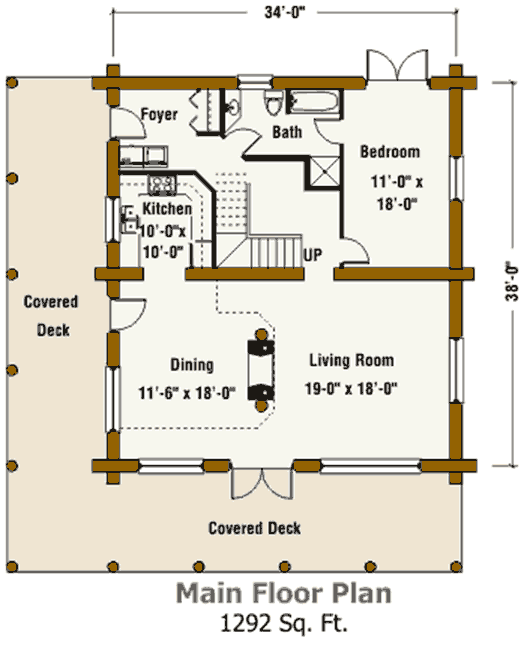 34'-0"
Foyer
Bath
Bedroom
11'-0" x
18'-0"
Kitchen
10'-0"x
10'-0"
UP
38'-0"
Covered
Deck
Dining
11'-6" x 18'-0"
Living Room
19-0" x 18'-0"
Covered Deck
Main Floor Plan
1292 Sq. Ft.